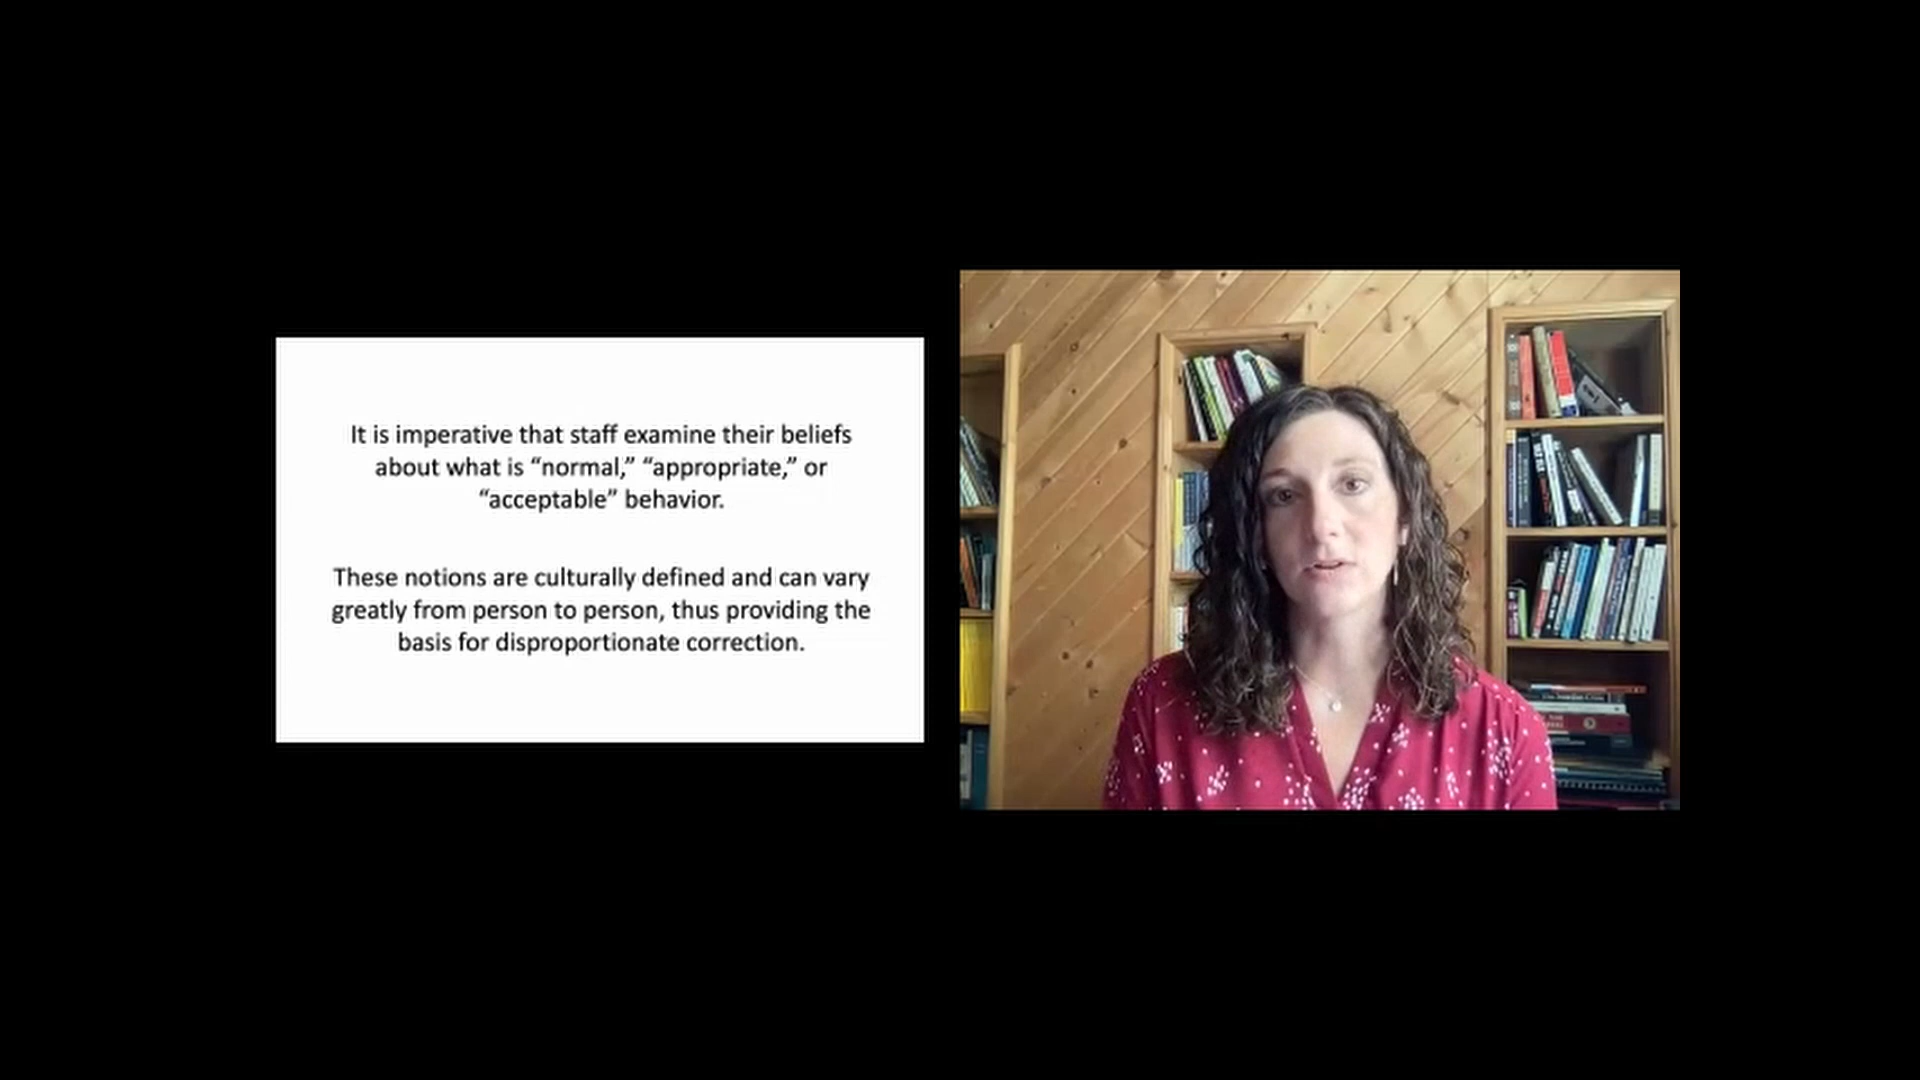 It is imperative that staff examine their beliefs
about what is “normal,” “appropriate,” or
“acceptable” behavior.
These notions are culturally defined and can vary
greatly from person to person, thus providing the
basis for disproportionate correction.